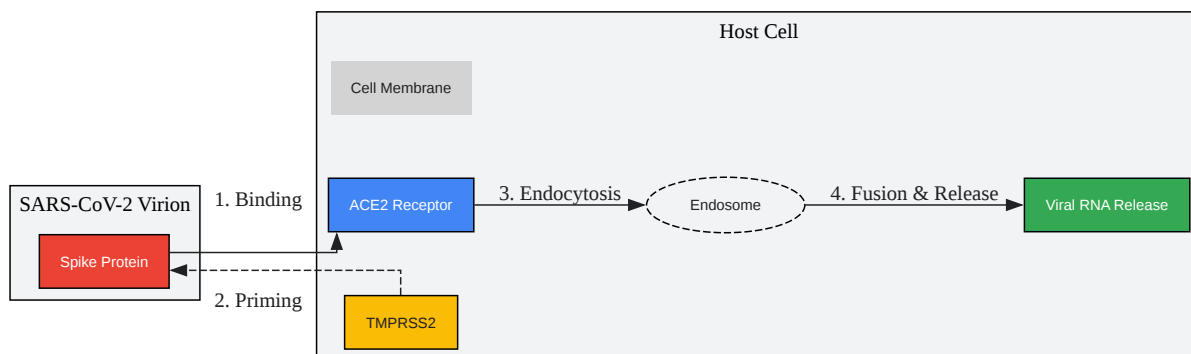 Host Cell
Cell Membrane
SARS-CoV-2 Virion
Spike Protein
1. Binding
2. Priming
ACE2 Receptor
TMPRSS2
3. Endocytosis
Endosome
4. Fusion & Release
Viral RNA Release